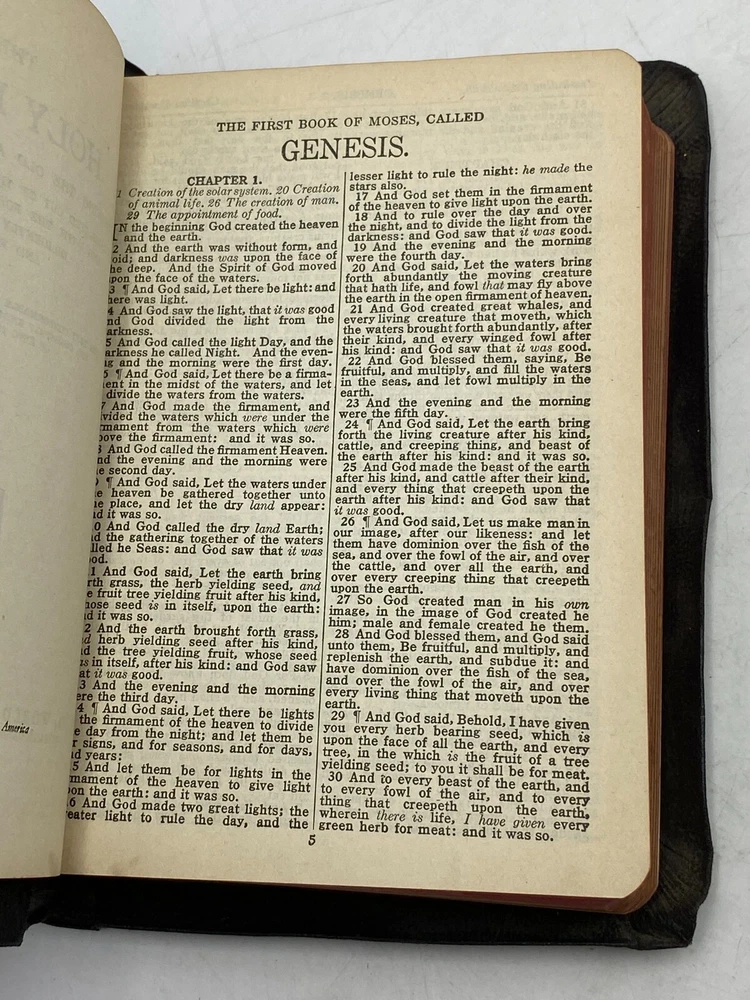 THE FIRST BOOK OF MOSES, CALLED
GENESIS.
CHAPTER 1.
1 Creation of the solar system. 20 Creation
of animal life. 26 The creation of man.
29 The appointment of food.
IN the beginning God created the heaven
and the earth.
2 And the earth was without form, and
oid; and darkness was upon the face of
he deep. And the Spirit of God moved
pon the face of the waters.
3 ¶ And God said, Let there be light: and
here was light.
4 And God saw the light, that it was good
nd God divided the light from the
arkness.
5 And God called the light Day, and the
arkness he called Night. And the even-
g and the morning were the first day.
6 ¶ And God said, Let there be a firma-
ent in the midst of the waters, and let
divide the waters from the waters.
7 And God made the firmament, and
vided the waters which were under the
rmament from the waters which were
ove the firmament: and it was so.
8 And God called the firmament Heaven.
nd the evening and the morning were
e second day.
9 ¶ And God said, Let the waters under
e heaven be gathered together unto
e place, and let the dry land appear:
d it was so.
0 And God called the dry land Earth;
d the gathering together of the waters
lled he Seas: and God saw that it was
od.
1 And God said, Let the earth bring
rth grass, the herb yielding seed, and
e fruit tree yielding fruit after his kind,
hose seed is in itself, upon the earth:
d it was so.
2 And the earth brought forth grass,
d herb yielding seed after his kind,
d the tree yielding fruit, whose seed
as in itself, after his kind: and God saw
at it was good.
3 And the evening and the morning
ere the third day.
4 ¶ And God said, Let there be lights
the firmament of the heaven to divide
e day from the night; and let them be
r signs, and for seasons, and for days,
d years:
5 And let them be for lights in the
mament of the heaven to give light
on the earth: and it was so.
6 And God made two great lights; the
eater light to rule the day, and the
lesser light to rule the night: he made the
stars also.
17 And God set them in the firmament
of the heaven to give light upon the earth.
18 And to rule over the day and over
the night, and to divide the light from the
darkness: and God saw that it was good.
19 And the evening and the morning
were the fourth day.
20 And God said, Let the waters bring
forth abundantly the moving creature
that hath life, and fowl that may fly above
the earth in the open firmament of heaven.
21 And God created great whales, and
every living creature that moveth, which
the waters brought forth abundantly, after
their kind, and every winged fowl after
his kind: and God saw that it was good.
22 And God blessed them, saying, Be
fruitful, and multiply, and fill the waters
in the seas, and let fowl multiply in the
earth.
23 And the evening and the morning
were the fifth day.
24 ¶ And God said, Let the earth bring
forth the living creature after his kind,
cattle, and creeping thing, and beast of
the earth after his kind: and it was so.
25 And God made the beast of the earth
after his kind, and cattle after their kind,
and every thing that creepeth upon the
earth after his kind: and God saw that
it was good.
26 ¶ And God said, Let us make man in
our image, after our likeness: and let
them have dominion over the fish of the
sea, and over the fowl of the air, and over
the cattle, and over all the earth, and
over every creeping thing that creepeth
upon the earth.
27 So God created man in his own
image, in the image of God created he
him; male and female created he them.
28 And God blessed them, and God said
unto them, Be fruitful, and multiply, and
replenish the earth, and subdue it: and
have dominion over the fish of the sea,
and over the fowl of the air, and over
every living thing that moveth upon the
earth.
29 ¶ And God said, Behold, I have given
you every herb bearing seed, which is
upon the face of all the earth, and every
tree, in the which is the fruit of a tree
yielding seed; to you it shall be for meat.
30 And to every beast of the earth, and
to every fowl of the air, and to every
thing that creepeth upon the earth,
wherein there is life, I have given every
green herb for meat: and it was so.
5
America